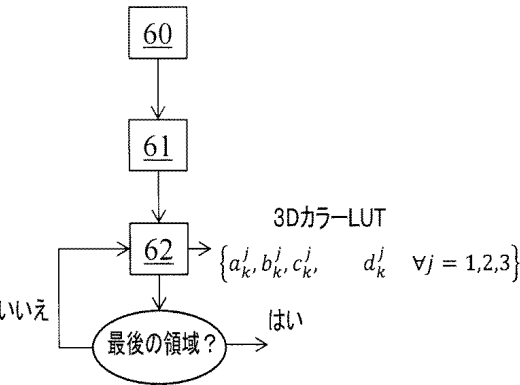 60
61
3DカラーLUT
62
{a_k^j, b_k^j, c_k^j, d_k^j ∀j = 1,2,3}
いいえ
はい
最後の領域?